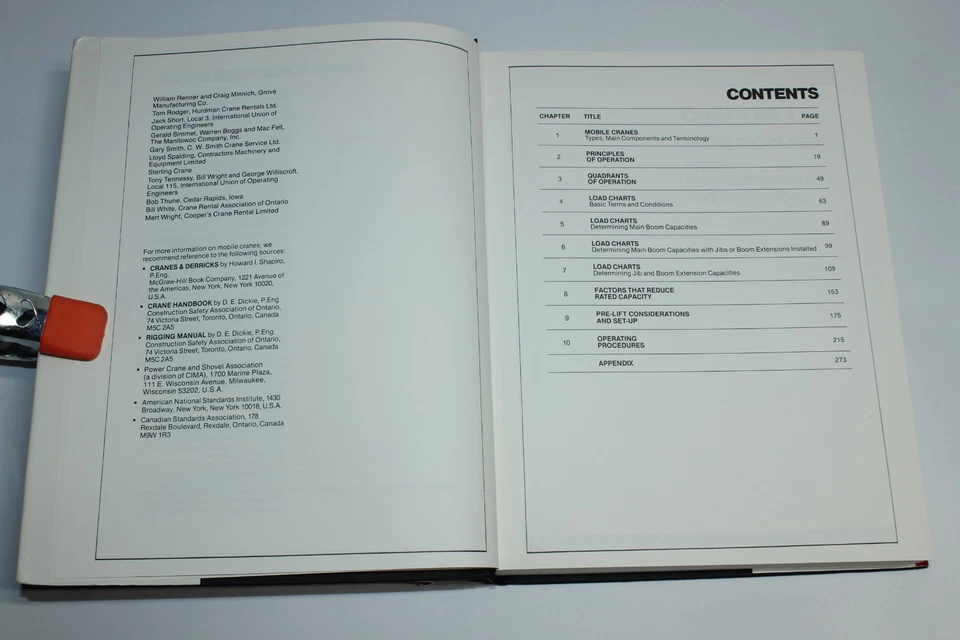 William Renner and Craig Minnich, Grove
Manufacturing Co.
Tom Rodger, Hurdman Crane Rentals Ltd.
Jack Short, Local 3, International Union of
Operating Engineers
Gerald Simmet, Warren Boggs and Mac Fell,
The Manitowoc Company, Inc.
Gary Smith, C. W. Smith Crane Service Ltd.
Lloyd Spalding, Contractors Machinery and
Equipment Limited
Sterling Crane
Tony Tennessy, Bill Wright and George Williscroft,
Local 115, International Union of Operating
Engineers
Bob Thune, Cedar Rapids, Iowa
Bill White, Crane Rental Association of Ontario
Mert Wright, Cooper's Crane Rental Limited
For more information on mobile cranes, we
recommend reference to the following sources:
• CRANES & DERRICKS by Howard I. Shapiro,
P.Eng.
McGraw-Hill Book Company, 1221 Avenue of
the Americas, New York, New York 10020,
U.S.A.
• CRANE HANDBOOK by D. E. Dickie, P.Eng.
Construction Safety Association of Ontario,
74 Victoria Street, Toronto, Ontario, Canada
M5C 2A5
• RIGGING MANUAL by D. E. Dickie, P.Eng.
Construction Safety Association of Ontario,
74 Victoria Street, Toronto, Ontario, Canada
M5C 2A5
• Power Crane and Shovel Association
(a division of CIMA), 1700 Marine Plaza,
111 E. Wisconsin Avenue, Milwaukee,
Wisconsin 53202, U.S.A.
• American National Standards Institute, 1430
Broadway, New York, New York 10018, U.S.A.
• Canadian Standards Association, 178
Rexdale Boulevard, Rexdale, Ontario, Canada
M9W 1R3
CONTENTS
CHAPTER TITLE PAGE
1 MOBILE CRANES 1
Types, Main Components and Terminology
2 PRINCIPLES 19
OF OPERATION
3 QUADRANTS 49
OF OPERATION
4 LOAD CHARTS 63
Basic Terms and Conditions
5 LOAD CHARTS 89
Determining Main Boom Capacities
6 LOAD CHARTS 99
Determining Main Boom Capacities with Jibs or Boom Extensions Installed
7 LOAD CHARTS 109
Determining Jib and Boom Extension Capacities
8 FACTORS THAT REDUCE 153
RATED CAPACITY
9 PRE-LIFT CONSIDERATIONS 175
AND SET-UP
10 OPERATING 215
PROCEDURES
APPENDIX 273